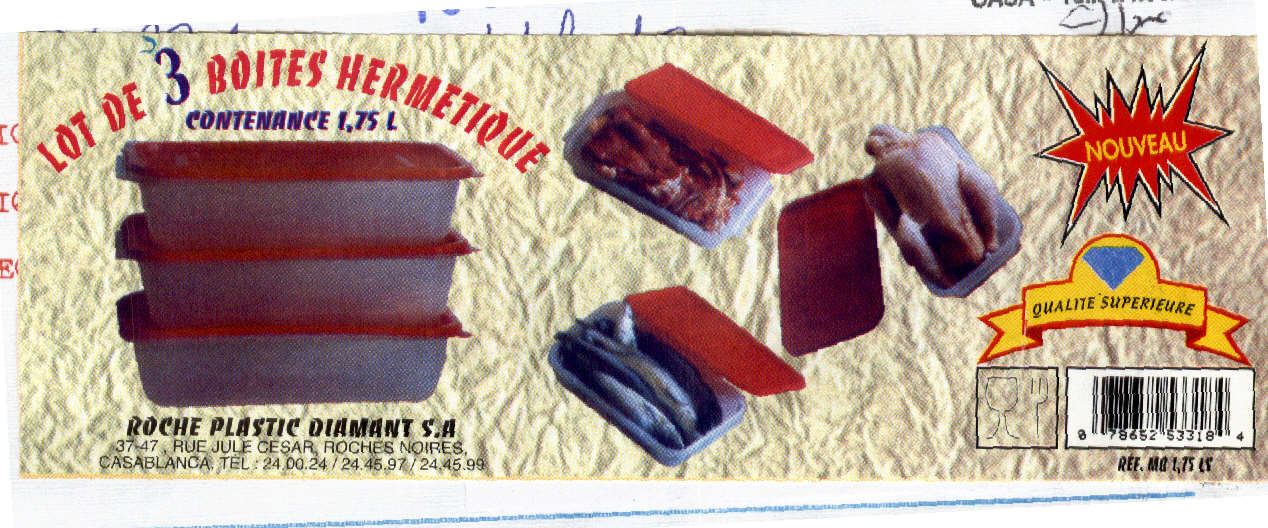 LOT DE 3 BOITES HERMETIQUE
CONTENANCE 1,75 L
NOUVEAU
QUALITE SUPERIEURE
ROCHE PLASTIC DIAMANT S.A
37-47, RUE JULE CESAR, ROCHES NOIRES,
CASABLANCA, TEL : 24.00.24 / 24.45.97 / 24.45.99
0 78652 53318 4
REF. MB 1,75 LS